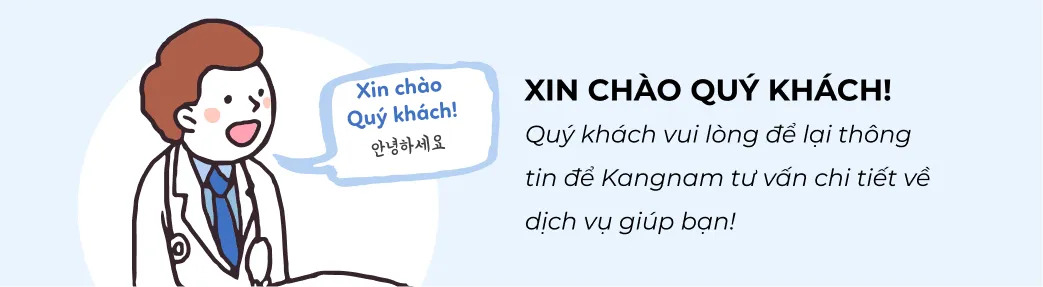 Xin chào
Quý khách!
안녕하세요
XIN CHÀO QUÝ KHÁCH!
Quý khách vui lòng để lại thông
tin để Kangnam tư vấn chi tiết về
dịch vụ giúp bạn!